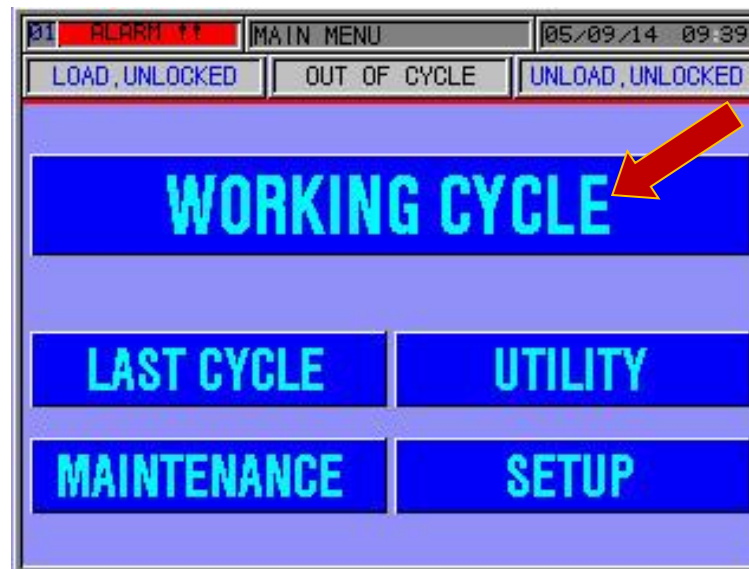 01 ALARM !! MAIN MENU 05/09/14 09:39
LOAD,UNLOCKED OUT OF CYCLE UNLOAD,UNLOCKED
WORKING CYCLE
LAST CYCLE UTILITY
MAINTENANCE SETUP